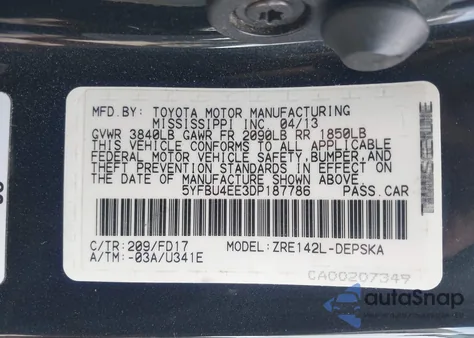 MFD. BY: TOYOTA MOTOR MANUFACTURING
MISSISSIPPI INC 04/13
GVWR 3840LB GAWR FR 2090LB RR 1850LB
THIS VEHICLE CONFORMS TO ALL APPLICABLE
FEDERAL MOTOR VEHICLE SAFETY, BUMPER, AND
THEFT PREVENTION STANDARDS IN EFFECT ON
THE DATE OF MANUFACTURE SHOWN ABOVE.
5YFBU4EE3DP187786 PASS. CAR
C/TR: 209/FD17 MODEL: ZRE142L-DEPSKA
A/TM: -03A/U341E
CA00207349
autoSnap